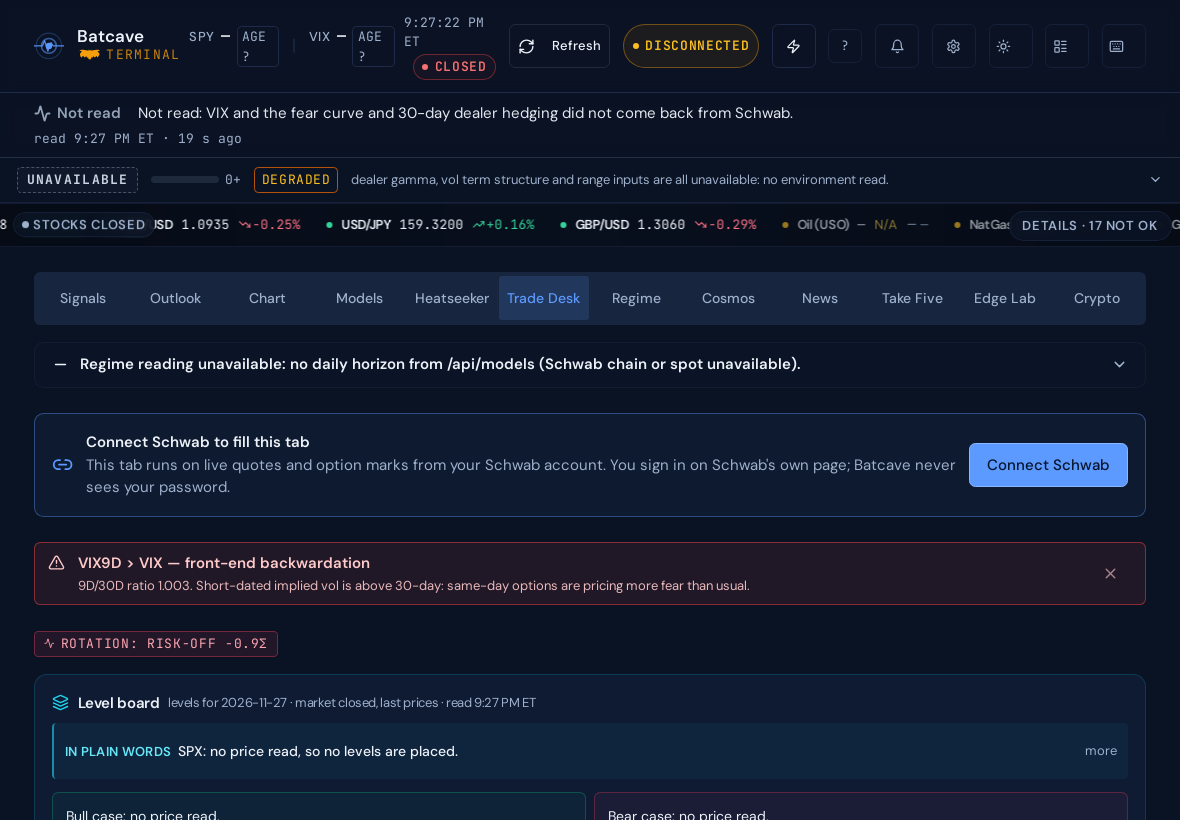 Batcave
TERMINAL
SPY —
AGE ?
VIX —
AGE ?
9:27:22 PM ET
CLOSED
Refresh
DISCONNECTED
?
Not read
Not read: VIX and the fear curve and 30-day dealer hedging did not come back from Schwab.
read 9:27 PM ET · 19 s ago
UNAVAILABLE
0+
DEGRADED
dealer gamma, vol term structure and range inputs are all unavailable: no environment read.
8
STOCKS CLOSED
1.0935 -0.25%
USD/JPY 159.3200 +0.16%
GBP/USD 1.3060 -0.29%
Oil (USO) — N/A — —
DETAILS · 17 NOT OK
Signals
Outlook
Chart
Models
Heatseeker
Trade Desk
Regime
Cosmos
News
Take Five
Edge Lab
Crypto
— Regime reading unavailable: no daily horizon from /api/models (Schwab chain or spot unavailable).
Connect Schwab to fill this tab
This tab runs on live quotes and option marks from your Schwab account. You sign in on Schwab's own page; Batcave never
sees your password.
Connect Schwab
VIX9D > VIX — front-end backwardation
9D/30D ratio 1.003. Short-dated implied vol is above 30-day: same-day options are pricing more fear than usual.
ROTATION: RISK-OFF -0.9Σ
Level board
levels for 2026-11-27 · market closed, last prices · read 9:27 PM ET
IN PLAIN WORDS SPX: no price read, so no levels are placed.
more
Bull case: no price read.
Bear case: no price read.